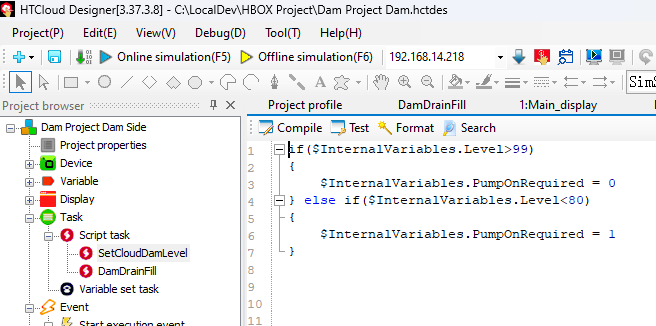 HTCloud Designer[3.37.3.8] - C:\LocalDev\HBOX Project\Dam Project Dam.hctdes
Project(P) Edit(E) View(V) Debug(D) Tool(T) Help(H)
Online simulation(F5) Offline simulation(F6) 192.168.14.218
A
Project browser
Project profile DamDrainFill 1:Main_display
Compile Test Format Search
Dam Project Dam Side
Project properties
Device
Variable
Display
Task
Script task
SetCloudDamLevel
DamDrainFill
Variable set task
Event
Start execution event
1 if($InternalVariables.Level>99)
2 {
3 $InternalVariables.PumpOnRequired = 0
4 } else if($InternalVariables.Level<80)
5 {
6 $InternalVariables.PumpOnRequired = 1
7 }
8
9
10
11